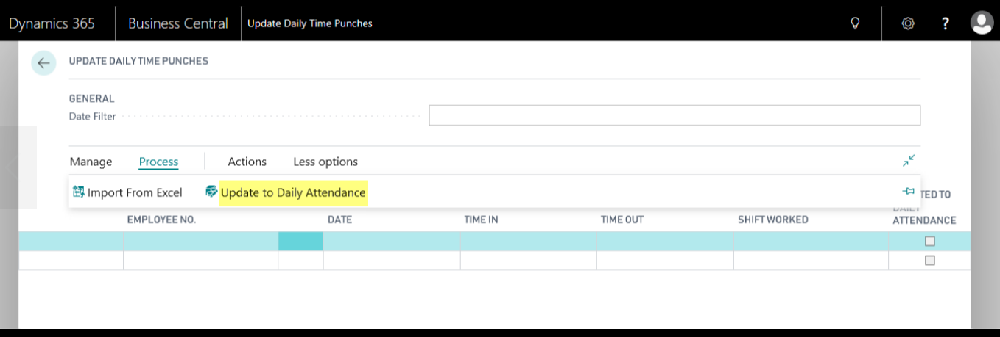 Dynamics 365 Business Central Update Daily Time Punches ?
UPDATE DAILY TIME PUNCHES
GENERAL
Date Filter
Manage Process Actions Less options
Import From Excel Update to Daily Attendance
TED TO
DAILY
EMPLOYEE NO. DATE TIME IN TIME OUT SHIFT WORKED ATTENDANCE